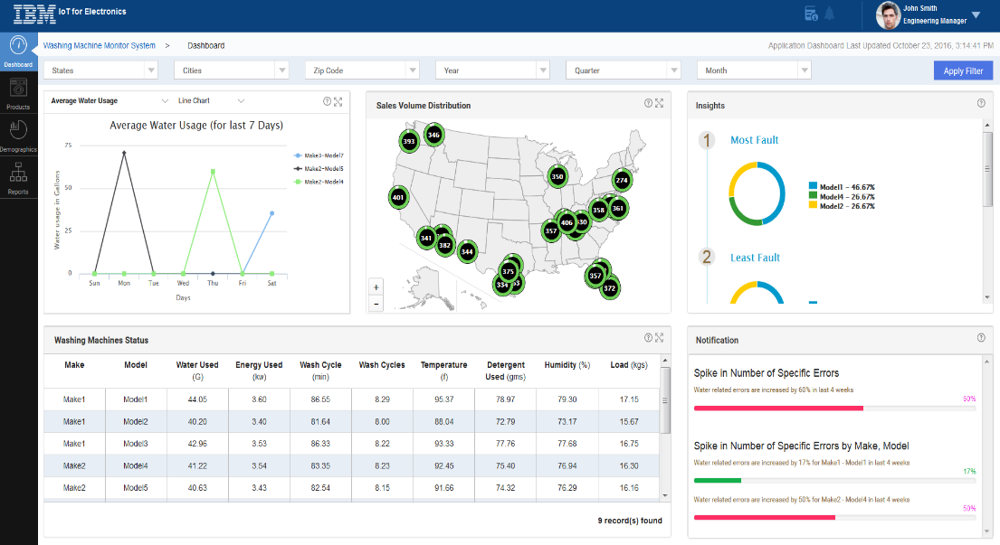 IBM IoT for Electronics
John Smith
Engineering Manager
Dashboard
Products
Demographics
Reports
Washing Machine Monitor System > Dashboard
Application Dashboard Last Updated October 23, 2016, 3:14:41 PM
States Cities Zip Code Year Quarter Month Apply Filter
Average Water Usage Line Chart
Average Water Usage (for last 7 Days)
Water usage in Gallons
75
50
25
0
Sun Mon Tue Wed Thu Fri Sat
Days
Make3-Model7
Make2-Model5
Make2-Model4
Sales Volume Distribution
393 346
350
274
401
358 361
406
357
341
382
344
375
357
372
+
−
Insights
1 Most Fault
Model1 - 46.67%
Model4 - 26.67%
Model2 - 26.67%
2 Least Fault
Washing Machines Status
Make Model Water Used Energy Used Wash Cycle Wash Cycles Temperature Detergent Humidity (%) Load (kgs)
(G) (kw) (min) (f) Used (gms)
Make1 Model1 44.05 3.60 86.55 8.29 95.37 78.97 79.30 17.15
Make1 Model2 40.20 3.40 81.64 8.00 88.04 72.79 73.17 15.67
Make1 Model3 42.96 3.53 86.33 8.22 93.33 77.76 77.68 16.75
Make2 Model4 41.22 3.54 83.35 8.23 92.45 75.40 76.94 16.30
Make2 Model5 40.63 3.43 82.54 8.15 91.66 74.32 76.29 16.16
9 record(s) found
Notification
Spike in Number of Specific Errors
Water related errors are increased by 60% in last 4 weeks
60%
Spike in Number of Specific Errors by Make, Model
Water related errors are increased by 17% for Make1 - Model1 in last 4 weeks
17%
Water related errors are increased by 50% for Make2 - Model4 in last 4 weeks
50%